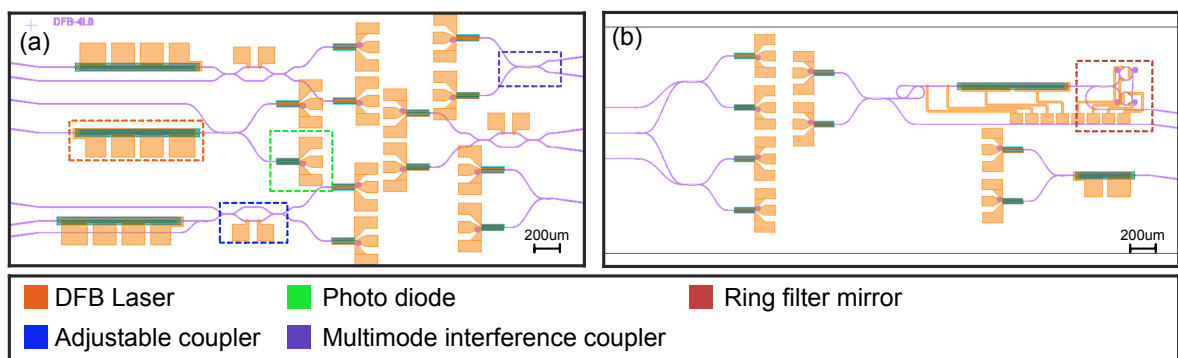 DFB-4L0
(a)
(b)
200um
200um
DFB Laser
Photo diode
Ring filter mirror
Adjustable coupler
Multimode interference coupler